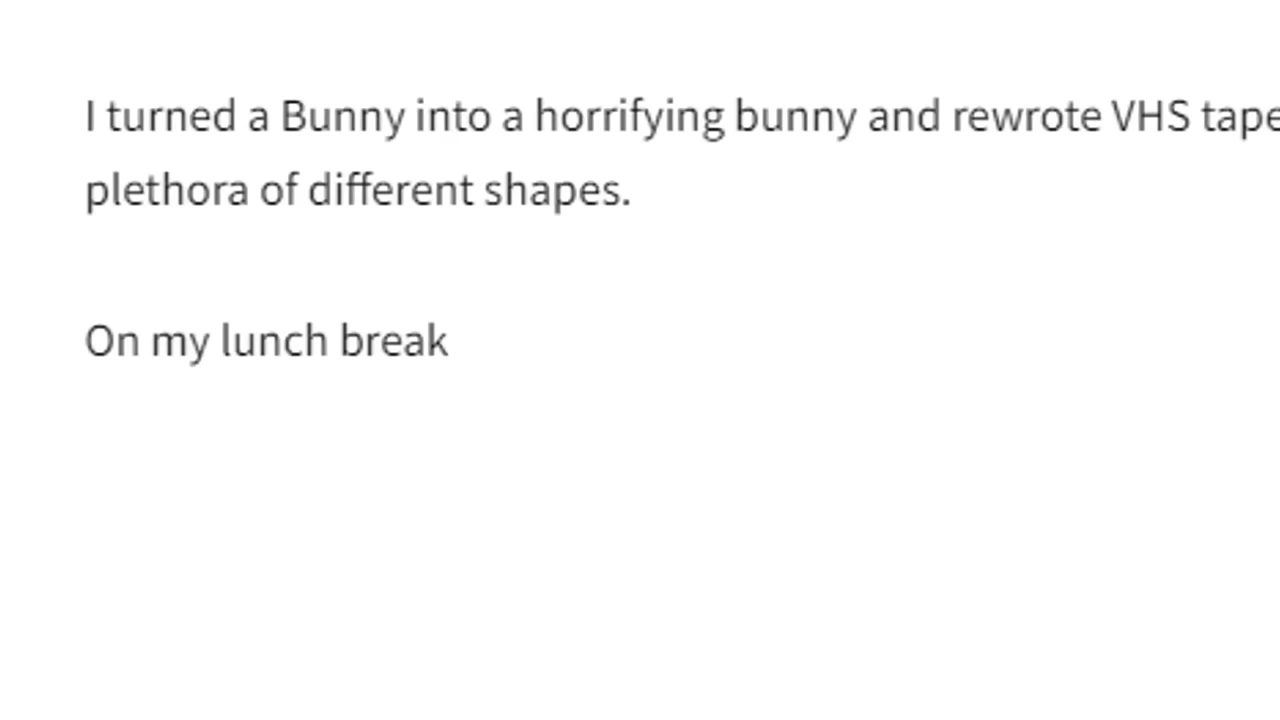 I turned a Bunny into a horrifying bunny and rewrote VHS tape
plethora of different shapes.
On my lunch break